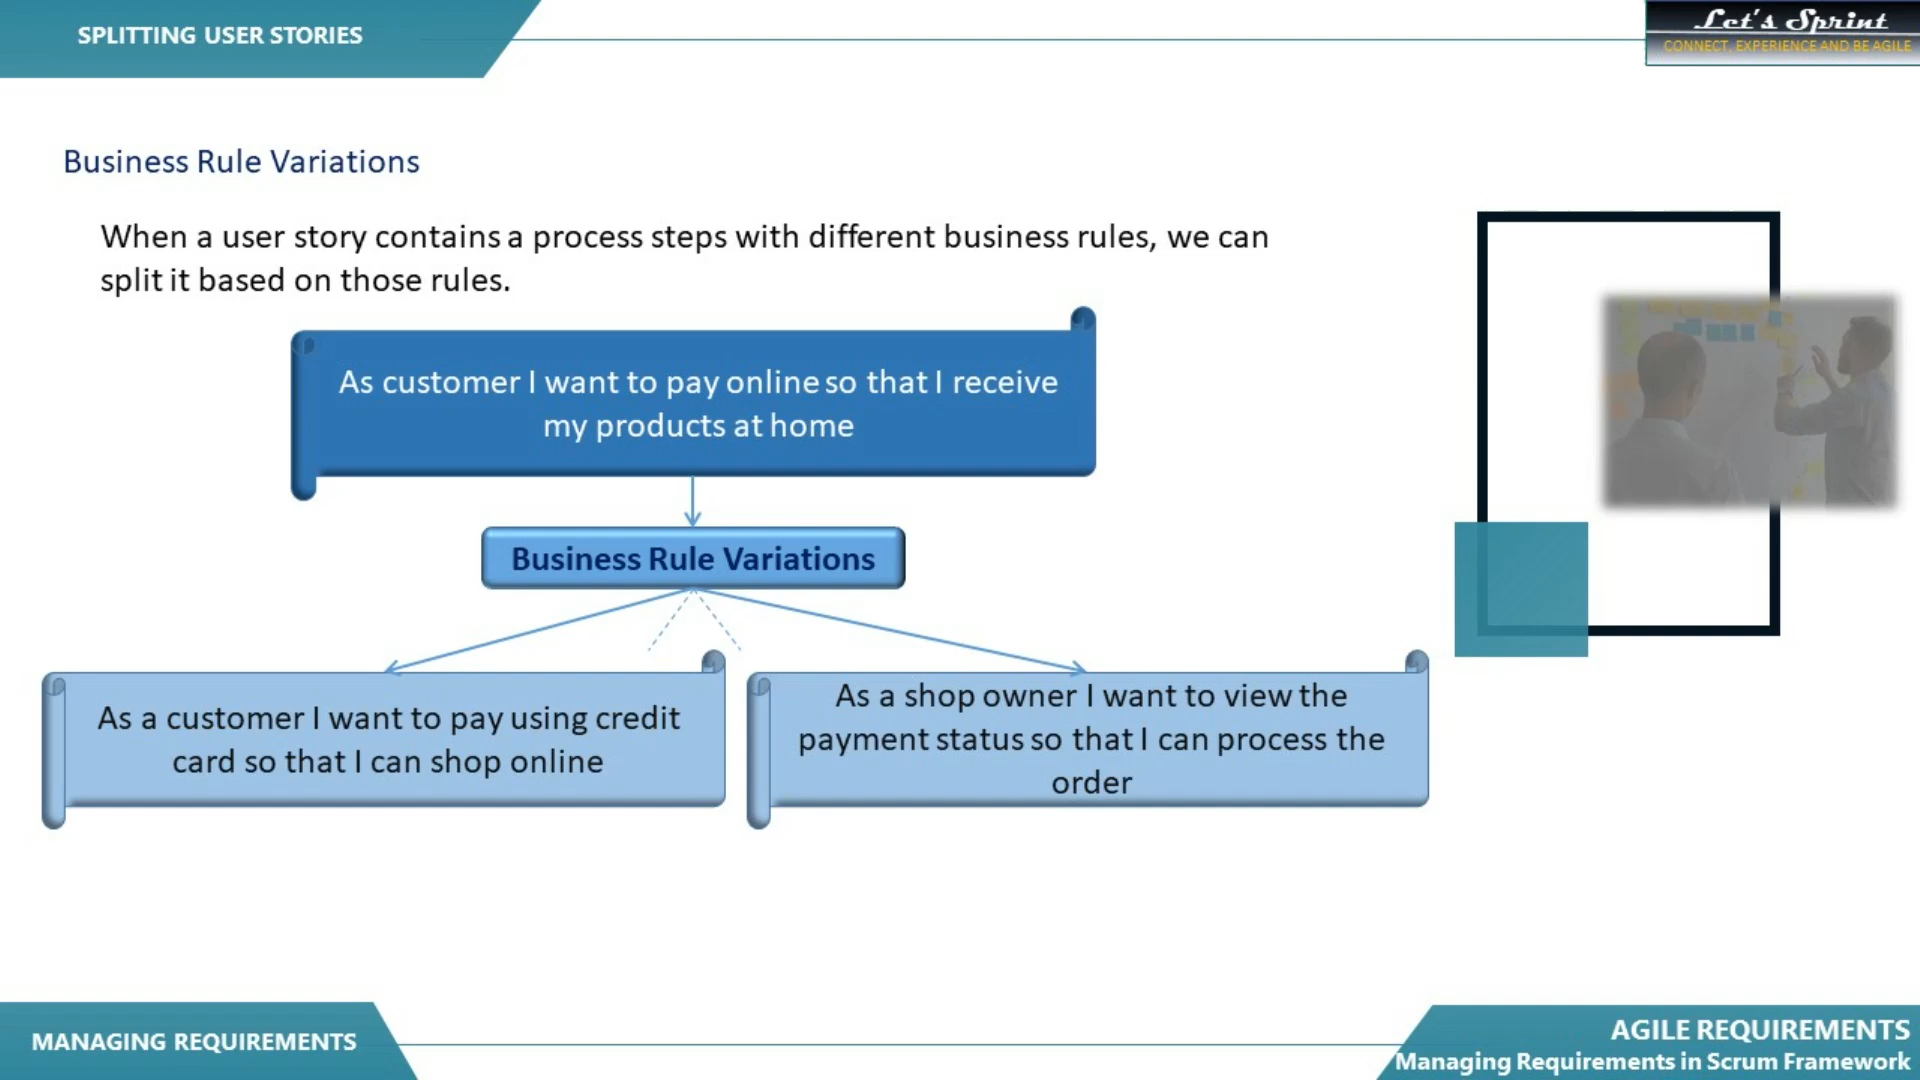 SPLITTING USER STORIES
Let's Sprint
CONNECT, EXPERIENCE AND BE AGILE
Business Rule Variations
When a user story contains a process steps with different business rules, we can
split it based on those rules.
As customer I want to pay online so that I receive
my products at home
Business Rule Variations
As a customer I want to pay using credit
card so that I can shop online
As a shop owner I want to view the
payment status so that I can process the
order
MANAGING REQUIREMENTS
AGILE REQUIREMENTS
Managing Requirements in Scrum Framework